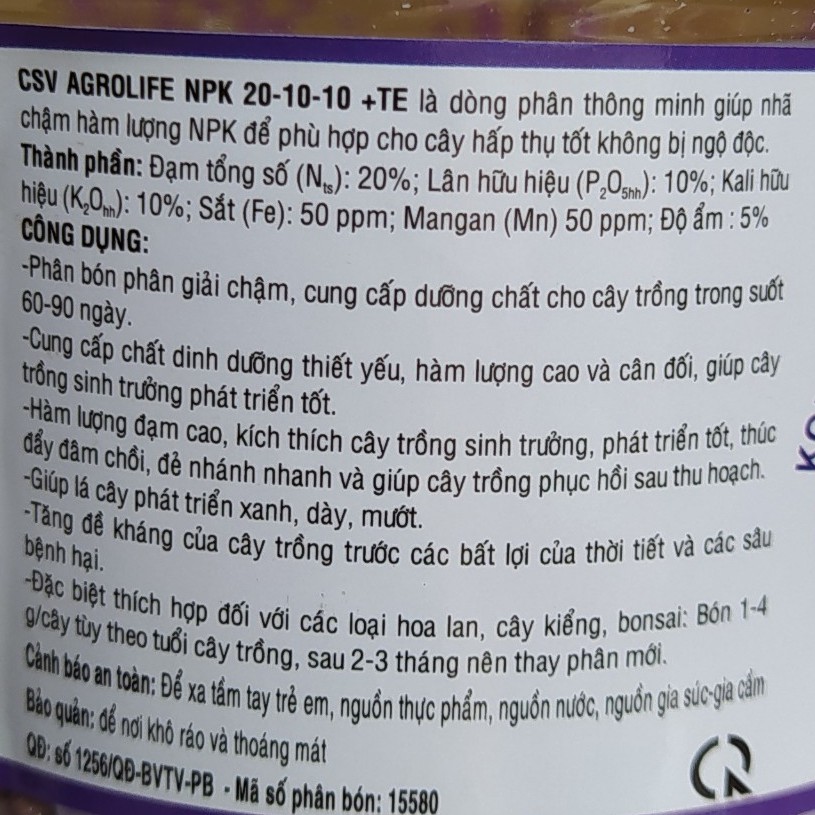 CSV AGROLIFE NPK 20-10-10 +TE là dòng phân thông minh giúp nhã
chậm hàm lượng NPK để phù hợp cho cây hấp thụ tốt không bị ngộ độc.
Thành phần: Đạm tổng số (Nts): 20%; Lân hữu hiệu (P₂O5hh): 10%; Kali hữu
hiệu (K₂Ohh): 10%; Sắt (Fe): 50 ppm; Mangan (Mn) 50 ppm; Độ ẩm : 5%
CÔNG DỤNG:
-Phân bón phân giải chậm, cung cấp dưỡng chất cho cây trồng trong suốt
60-90 ngày.
-Cung cấp chất dinh dưỡng thiết yếu, hàm lượng cao và cân đối, giúp cây
trồng sinh trưởng phát triển tốt.
-Hàm lượng đạm cao, kích thích cây trồng sinh trưởng, phát triển tốt, thúc
đẩy đâm chồi, đẻ nhánh nhanh và giúp cây trồng phục hồi sau thu hoạch.
-Giúp lá cây phát triển xanh, dày, mướt.
-Tăng đề kháng của cây trồng trước các bất lợi của thời tiết và các sâu
bệnh hại.
-Đặc biệt thích hợp đối với các loại hoa lan, cây kiểng, bonsai: Bón 1-4
g/cây tùy theo tuổi cây trồng, sau 2-3 tháng nên thay phân mới.
Cảnh báo an toàn: Để xa tầm tay trẻ em, nguồn thực phẩm, nguồn nước, nguồn gia súc-gia cầm
Bảo quản: để nơi khô ráo và thoáng mát
QĐ: số 1256/QĐ-BVTV-PB - Mã số phân bón: 15580